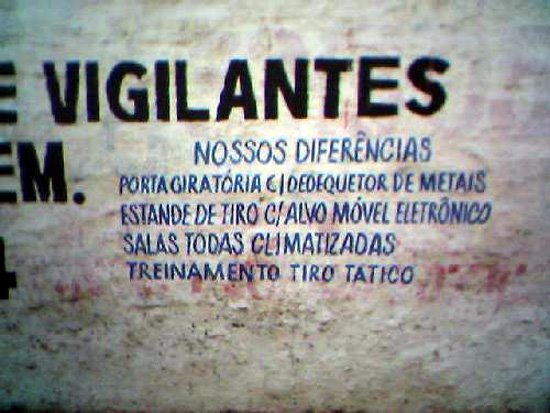 E VIGILANTES
EM.
NOSSOS DIFERÊNCIAS
PORTA GIRATÓRIA C/ DEDEQUETOR DE METAIS
ESTANDE DE TIRO C/ ALVO MÓVEL ELETRÔNICO
SALAS TODAS CLIMATIZADAS
TREINAMENTO TIRO TATICO
4